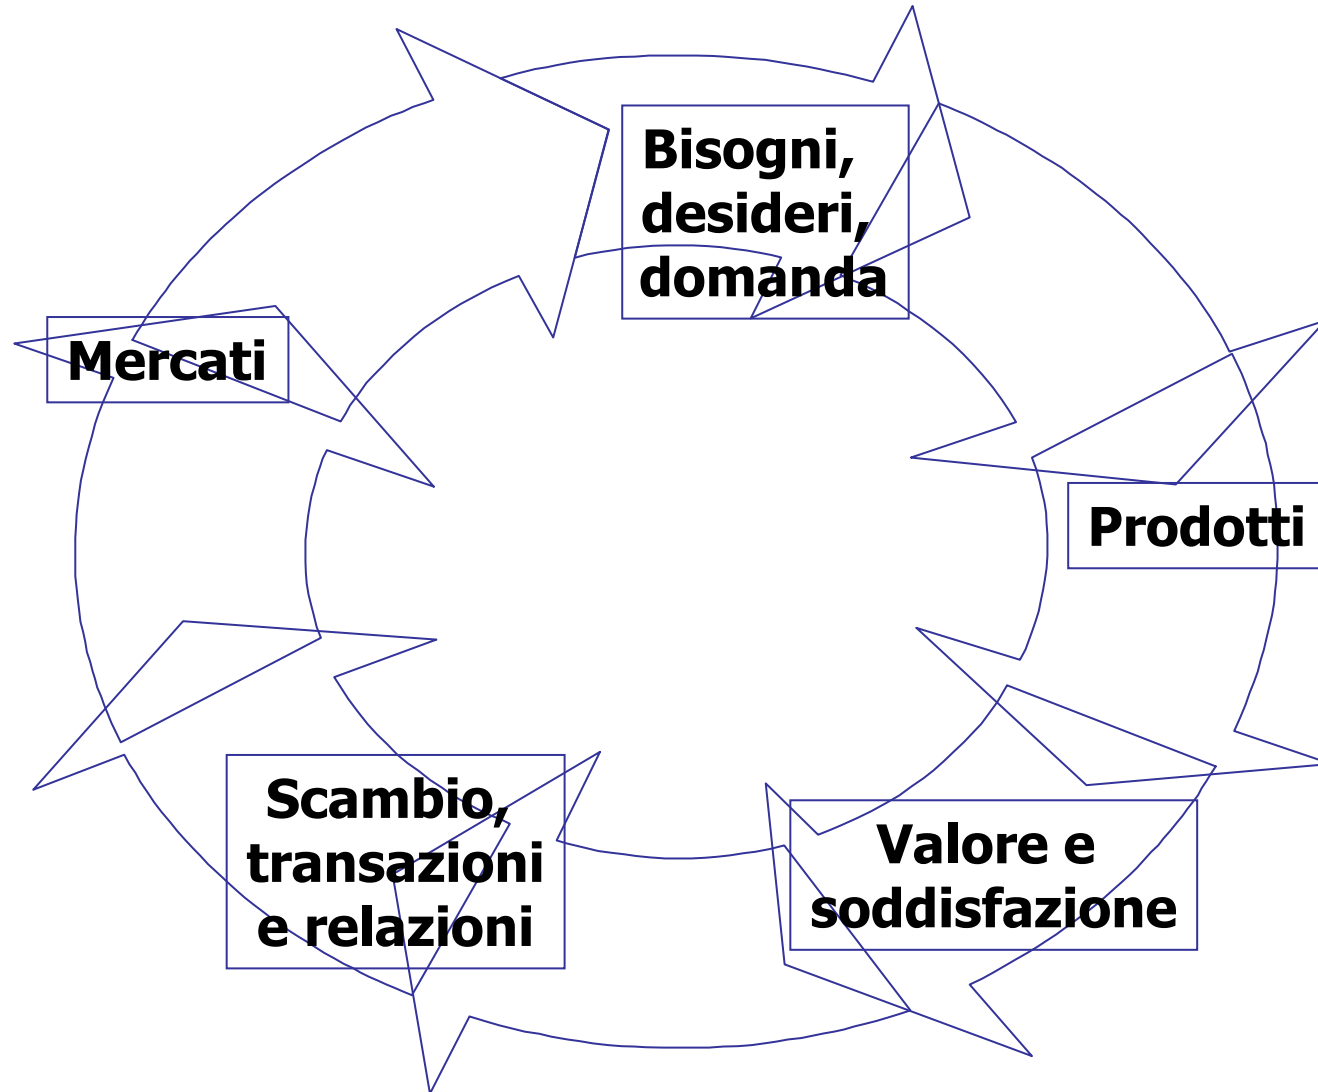 Bisogni,
desideri,
domanda
Mercati
Prodotti
Scambio,
transazioni
e relazioni
Valore e
soddisfazione